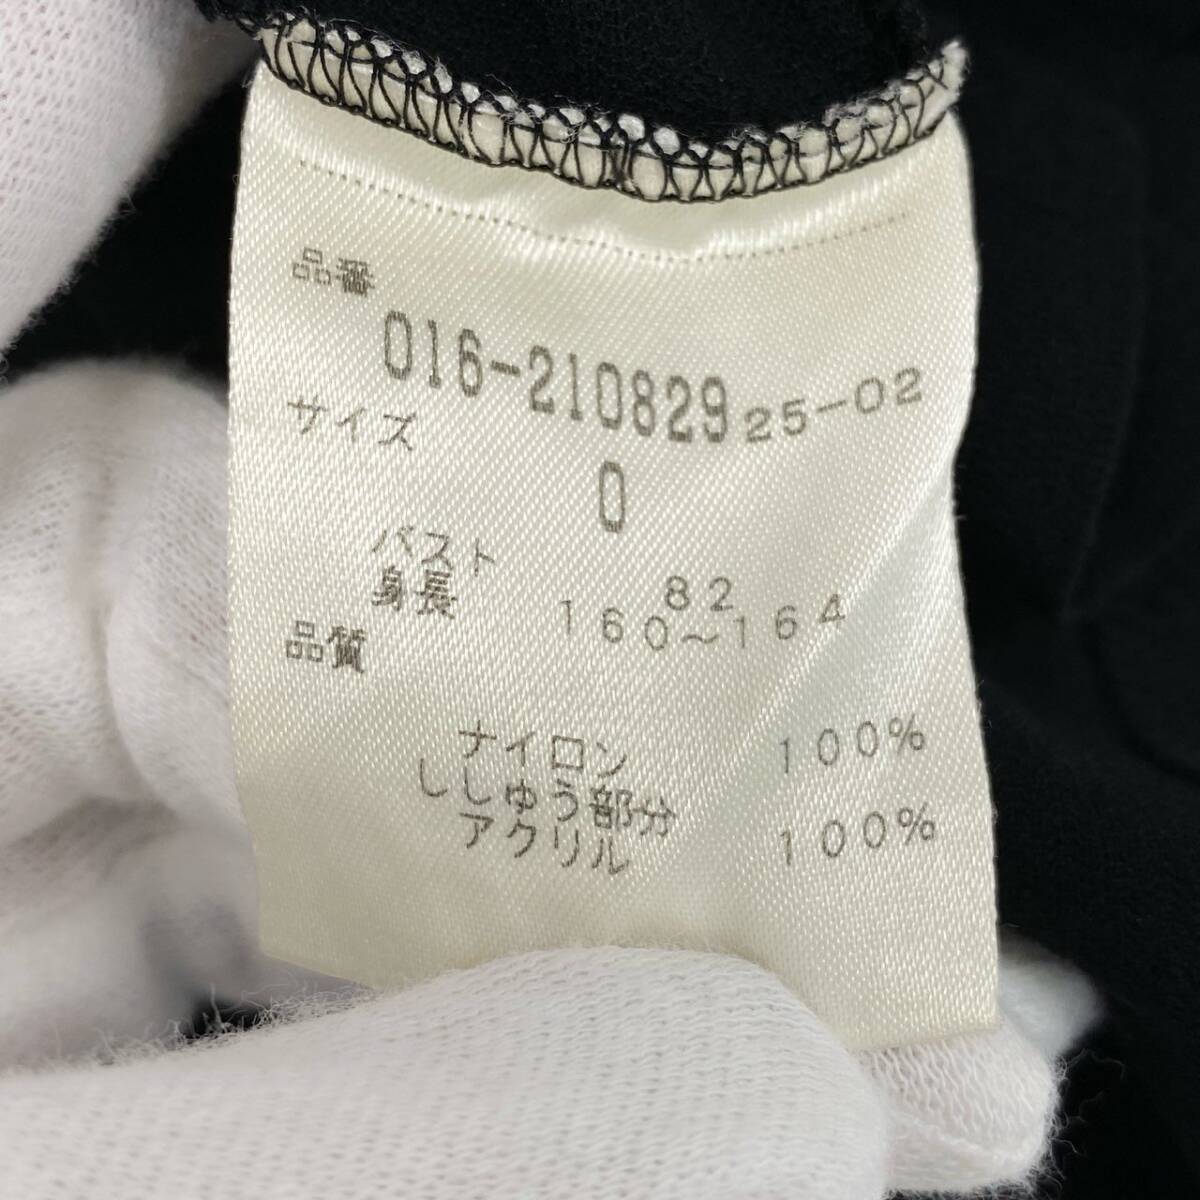 品番
016-210829 25-02
サイズ
0
バスト 82
身長 160~164
品質
ナイロン 100%
ししゅう部分
アクリル 100%